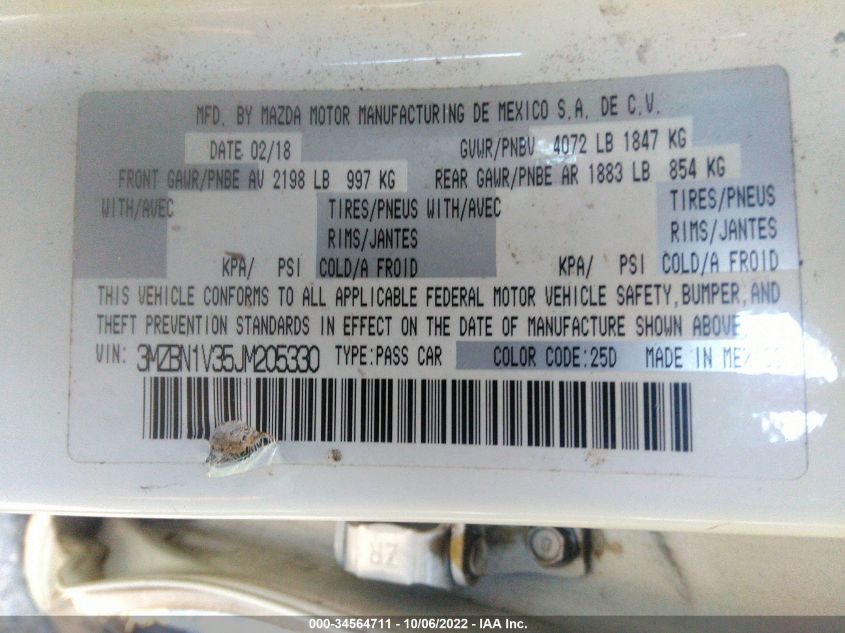 MFD. BY MAZDA MOTOR MANUFACTURING DE MEXICO S.A. DE C.V.
DATE 02/18 GVWR/PNBV 4072 LB 1847 KG
FRONT GAWR/PNBE AV 2198 LB 997 KG REAR GAWR/PNBE AR 1883 LB 854 KG
WITH/AVEC TIRES/PNEUS WITH/AVEC TIRES/PNEUS
RIMS/JANTES RIMS/JANTES
KPA/ PSI COLD/A FROID KPA/ PSI COLD/A FROID
THIS VEHICLE CONFORMS TO ALL APPLICABLE FEDERAL MOTOR VEHICLE SAFETY, BUMPER, AND
THEFT PREVENTION STANDARDS IN EFFECT ON THE DATE OF MANUFACTURE SHOWN ABOVE
VIN: 3MZBN1V35JM205330 TYPE:PASS CAR COLOR CODE:25D MADE IN
ZR
000-34564711 - 10/06/2022 - IAA Inc.